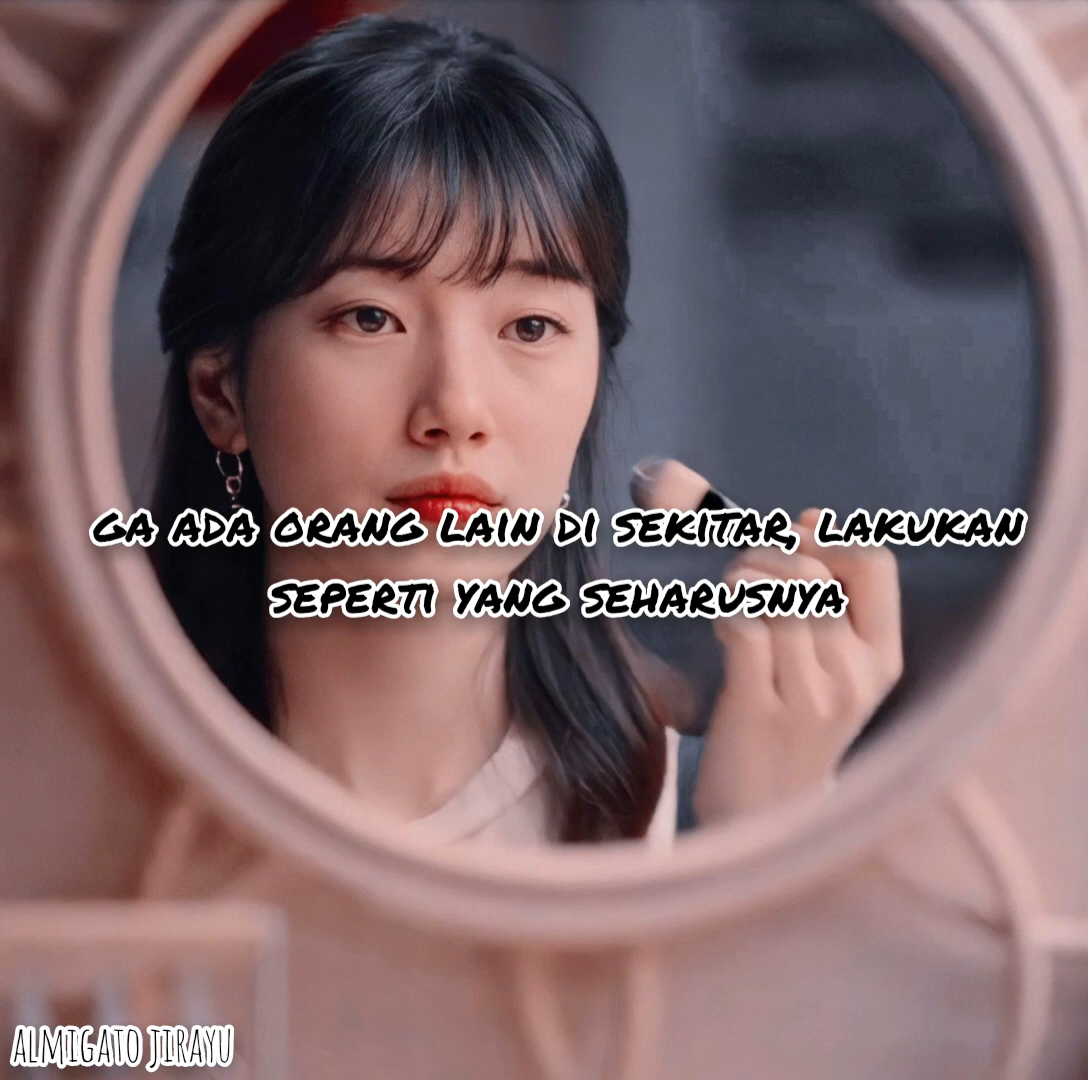 GA ADA ORANG LAIN DI SEKITAR, LAKUKAN
SEPERTI YANG SEHARUSNYA
ALMIGATO JIRAYU